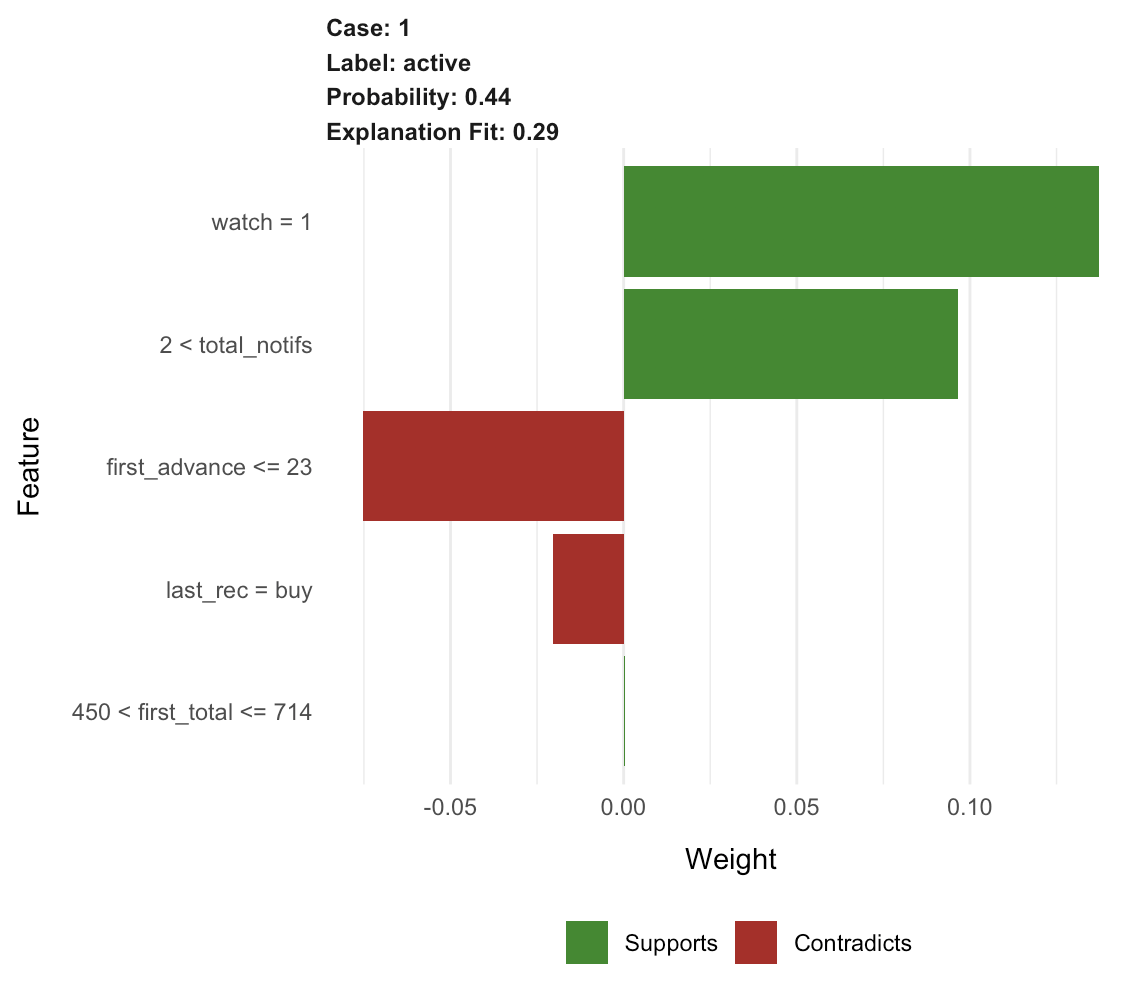 Case: 1
Label: active
Probability: 0.44
Explanation Fit: 0.29
watch = 1
2 < total_notifs
first_advance <= 23
last_rec = buy
450 < first_total <= 714
Feature
-0.05 0.00 0.05 0.10
Weight
Supports Contradicts